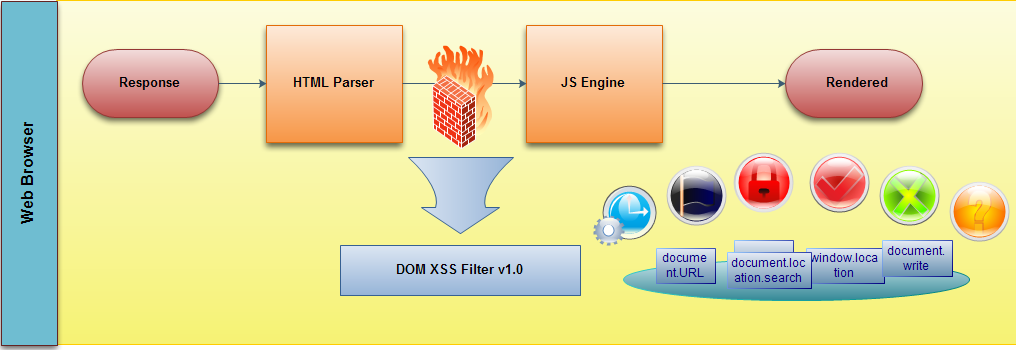 Web Browser
Response
HTML Parser
JS Engine
Rendered
DOM XSS Filter v1.0
docume
nt.URL
document.loc
ation.search
window.loca
tion
document.
write